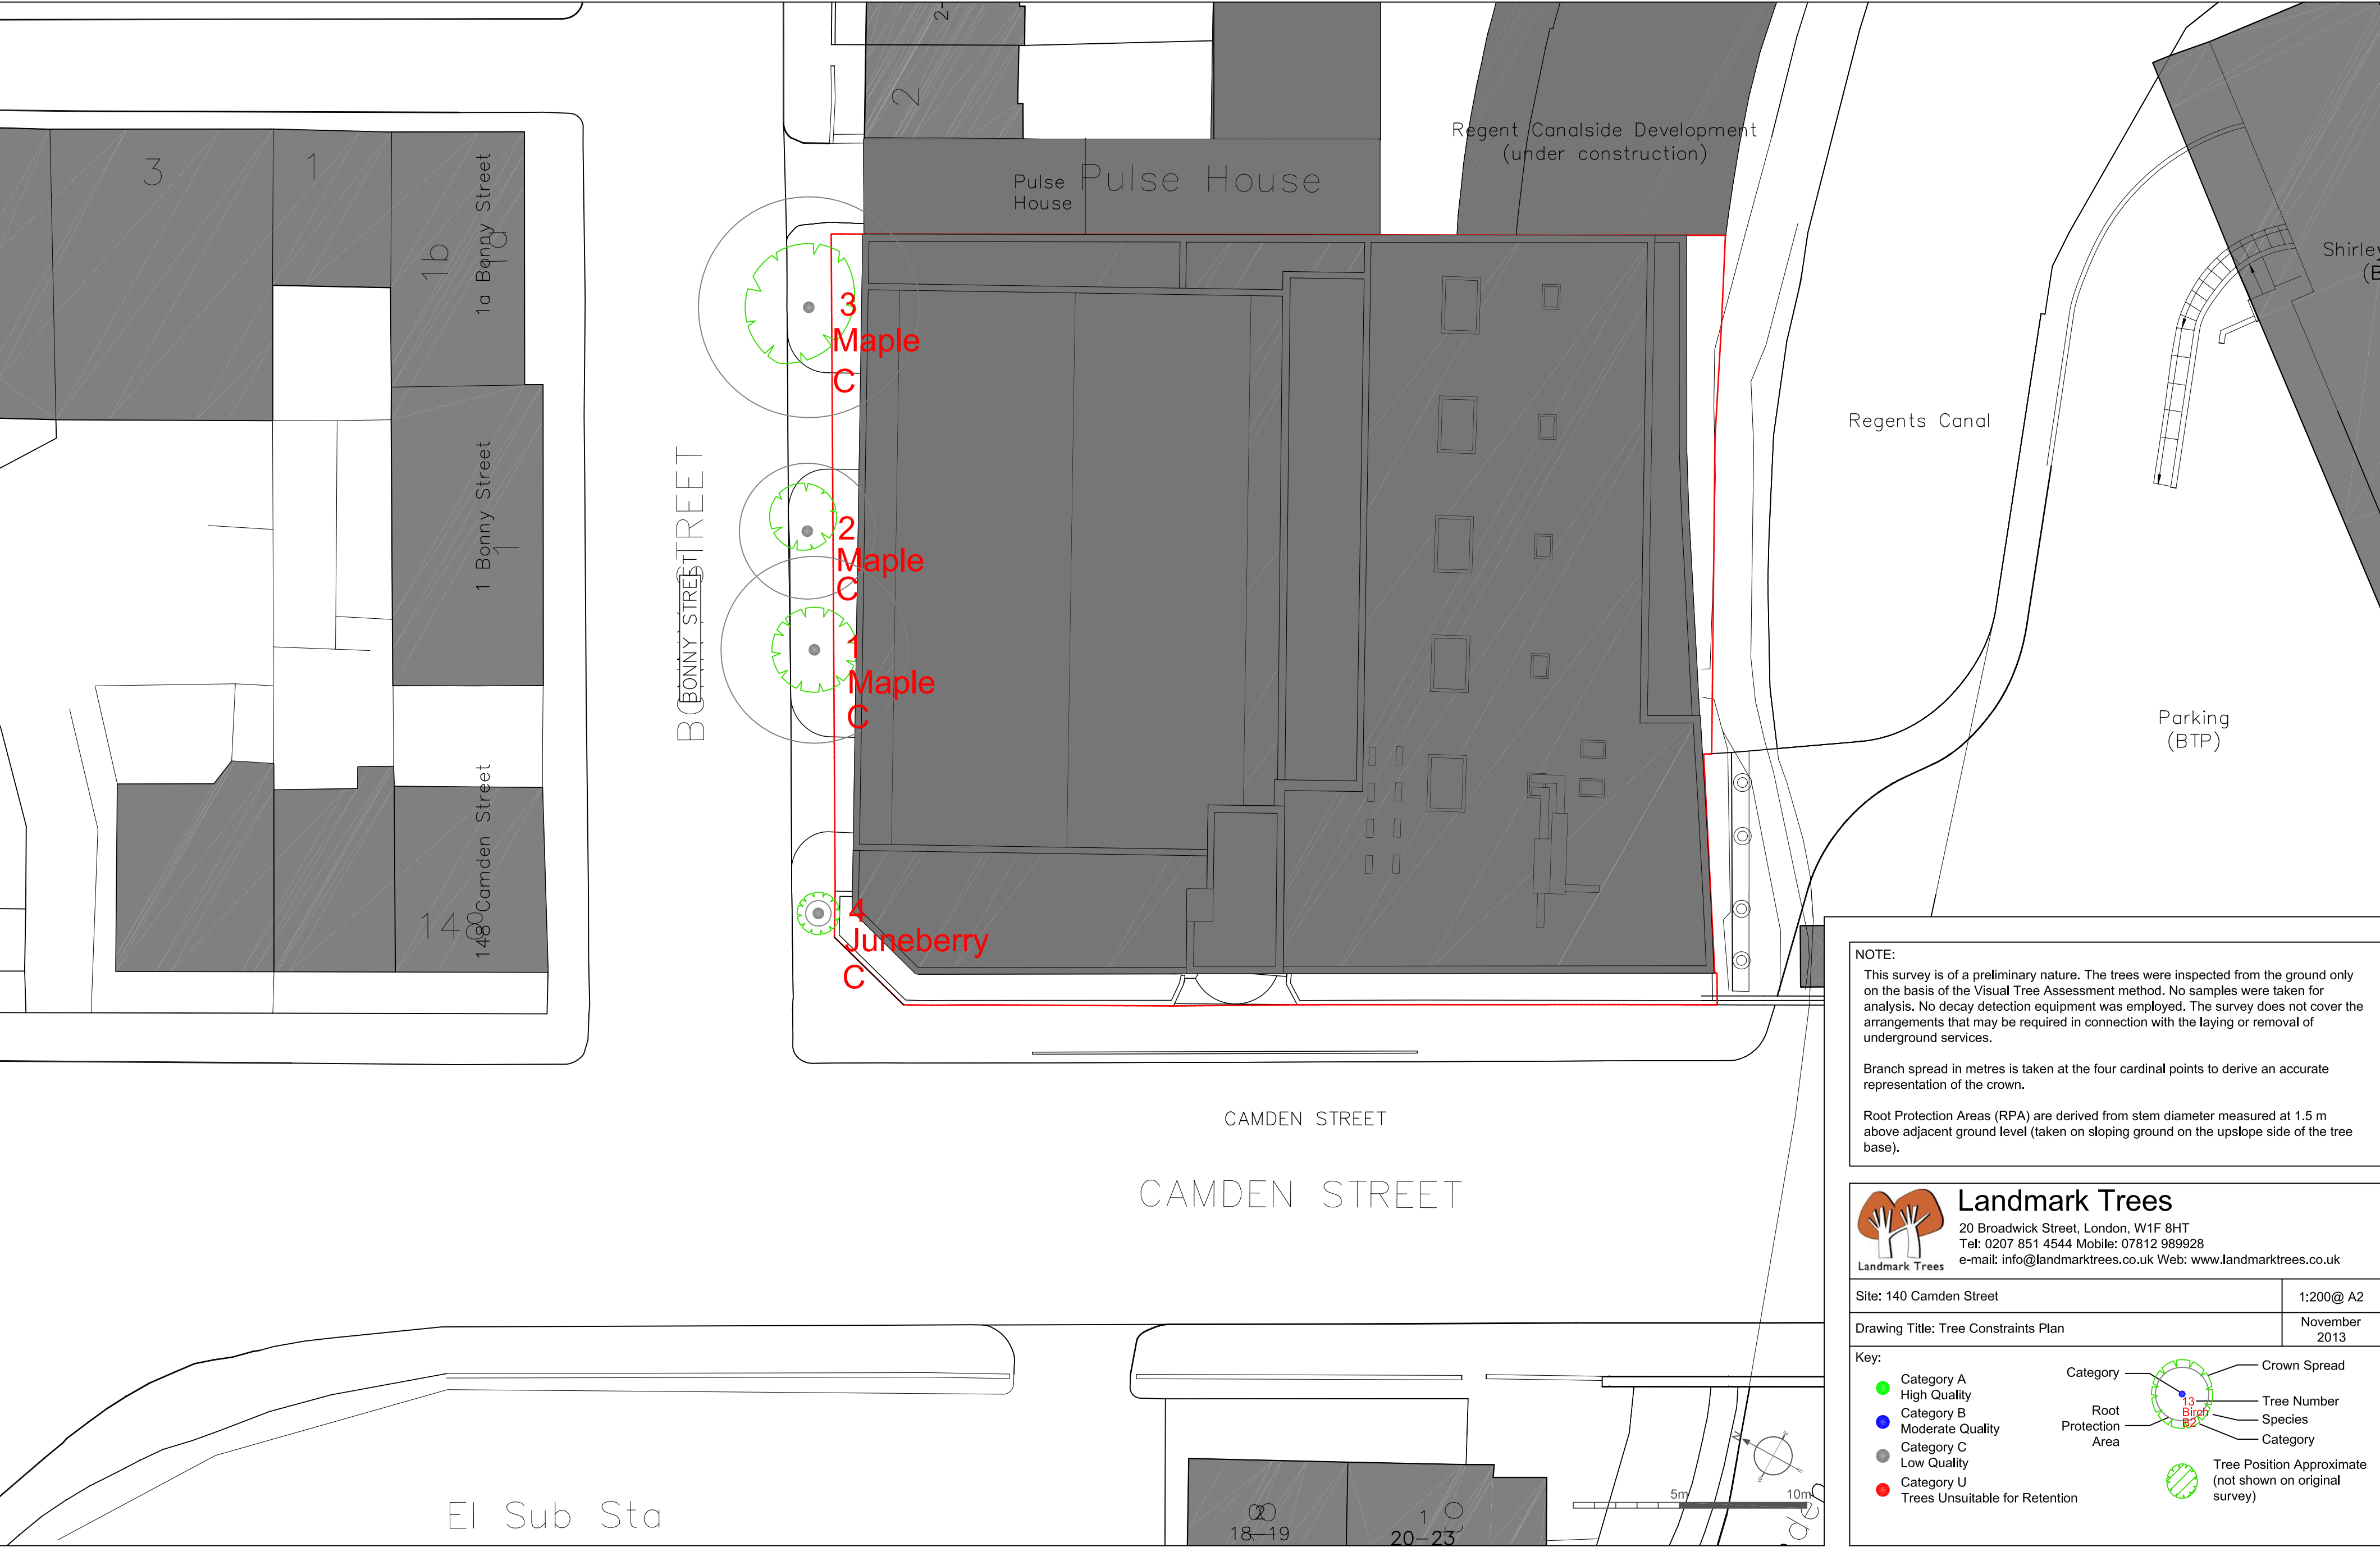 2-
2
3
1
1b
1a
1a Bonny Street
Pulse
House
Pulse House
Regent Canalside Development
(under construction)
Shirley
(B
3
Maple
C
Regents Canal
BONNY STREET
BONNY STREET
1 Bonny Street
1
2
Maple
C
1
Maple
C
Parking
(BTP)
148
148 Camden Street
4
Juneberry
C
CAMDEN STREET
CAMDEN STREET
El Sub Sta
18-19
1
20-23
5m
10m
N
NOTE:
This survey is of a preliminary nature. The trees were inspected from the ground only
on the basis of the Visual Tree Assessment method. No samples were taken for
analysis. No decay detection equipment was employed. The survey does not cover the
arrangements that may be required in connection with the laying or removal of
underground services.
Branch spread in metres is taken at the four cardinal points to derive an accurate
representation of the crown.
Root Protection Areas (RPA) are derived from stem diameter measured at 1.5 m
above adjacent ground level (taken on sloping ground on the upslope side of the tree
base).
Landmark Trees
Landmark Trees
20 Broadwick Street, London, W1F 8HT
Tel: 0207 851 4544 Mobile: 07812 989928
e-mail: info@landmarktrees.co.uk Web: www.landmarktrees.co.uk
Site: 140 Camden Street
1:200@ A2
Drawing Title: Tree Constraints Plan
November
2013
Key:
Category A
High Quality
Category B
Moderate Quality
Category C
Low Quality
Category U
Trees Unsuitable for Retention
Category
Root
Protection
Area
13
Birch
B2
Crown Spread
Tree Number
Species
Category
Tree Position Approximate
(not shown on original
survey)